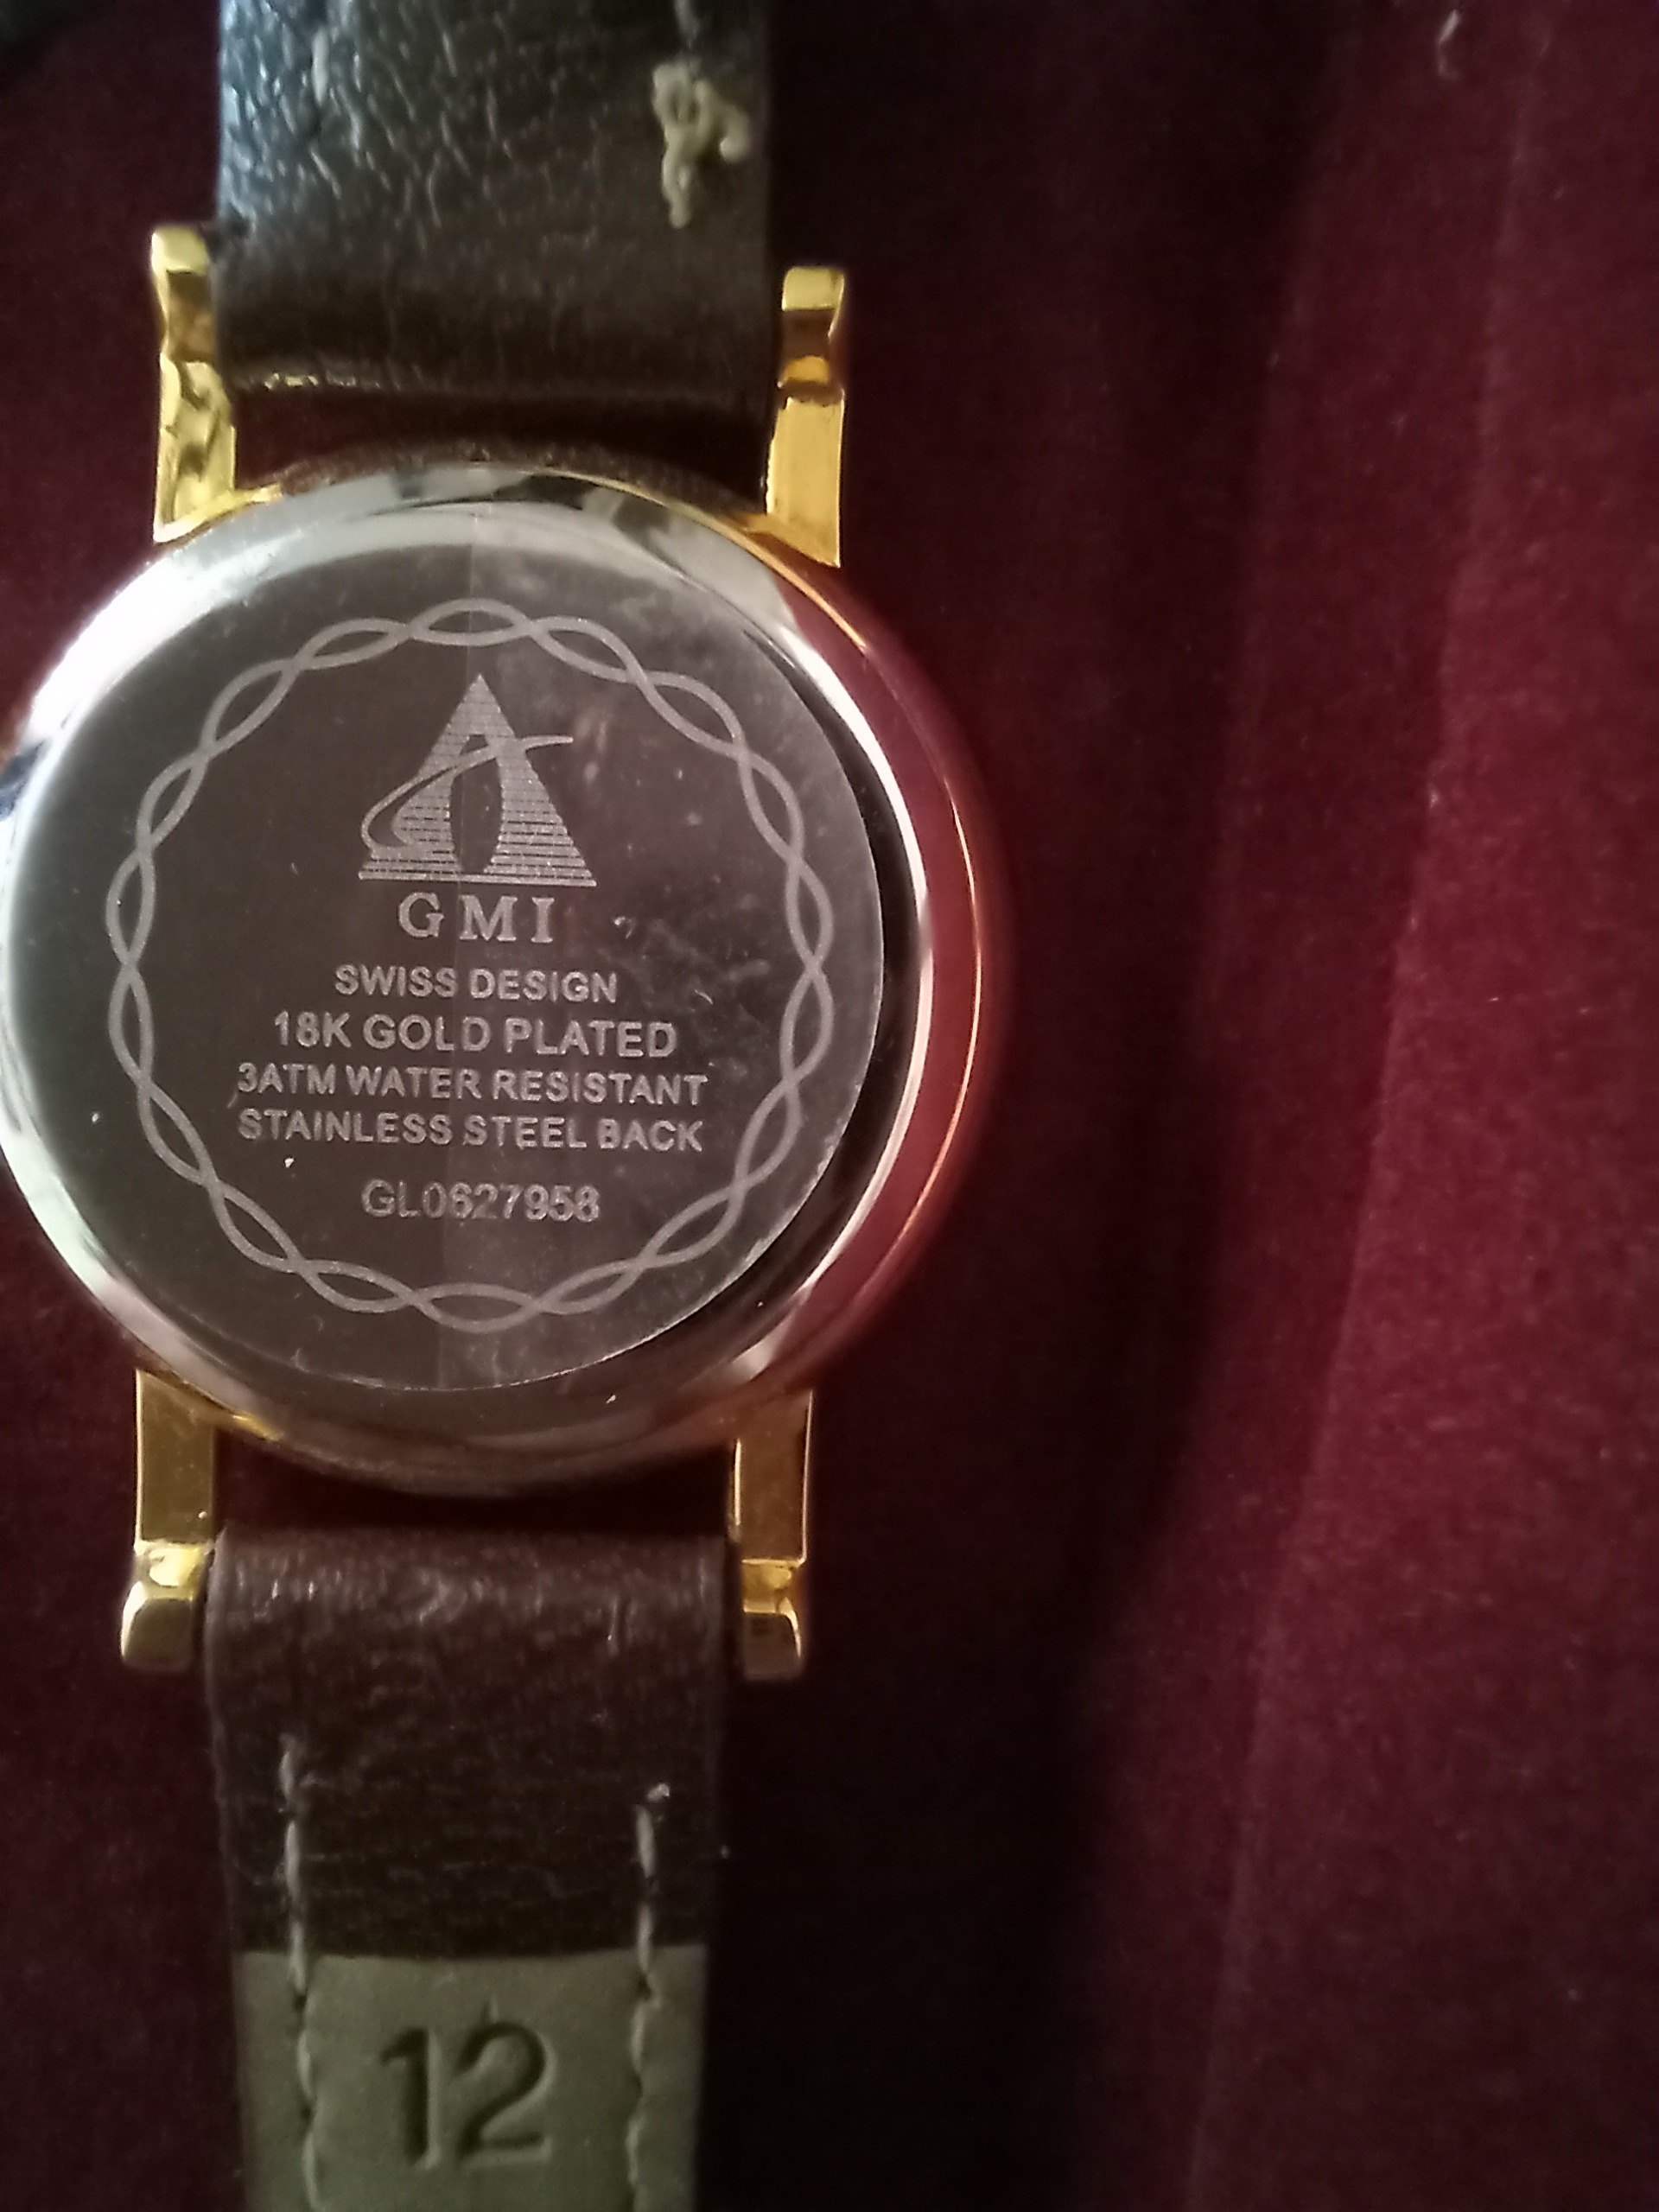 GMI
SWISS DESIGN
18K GOLD PLATED
3ATM WATER RESISTANT
STAINLESS STEEL BACK
GL0627958
12